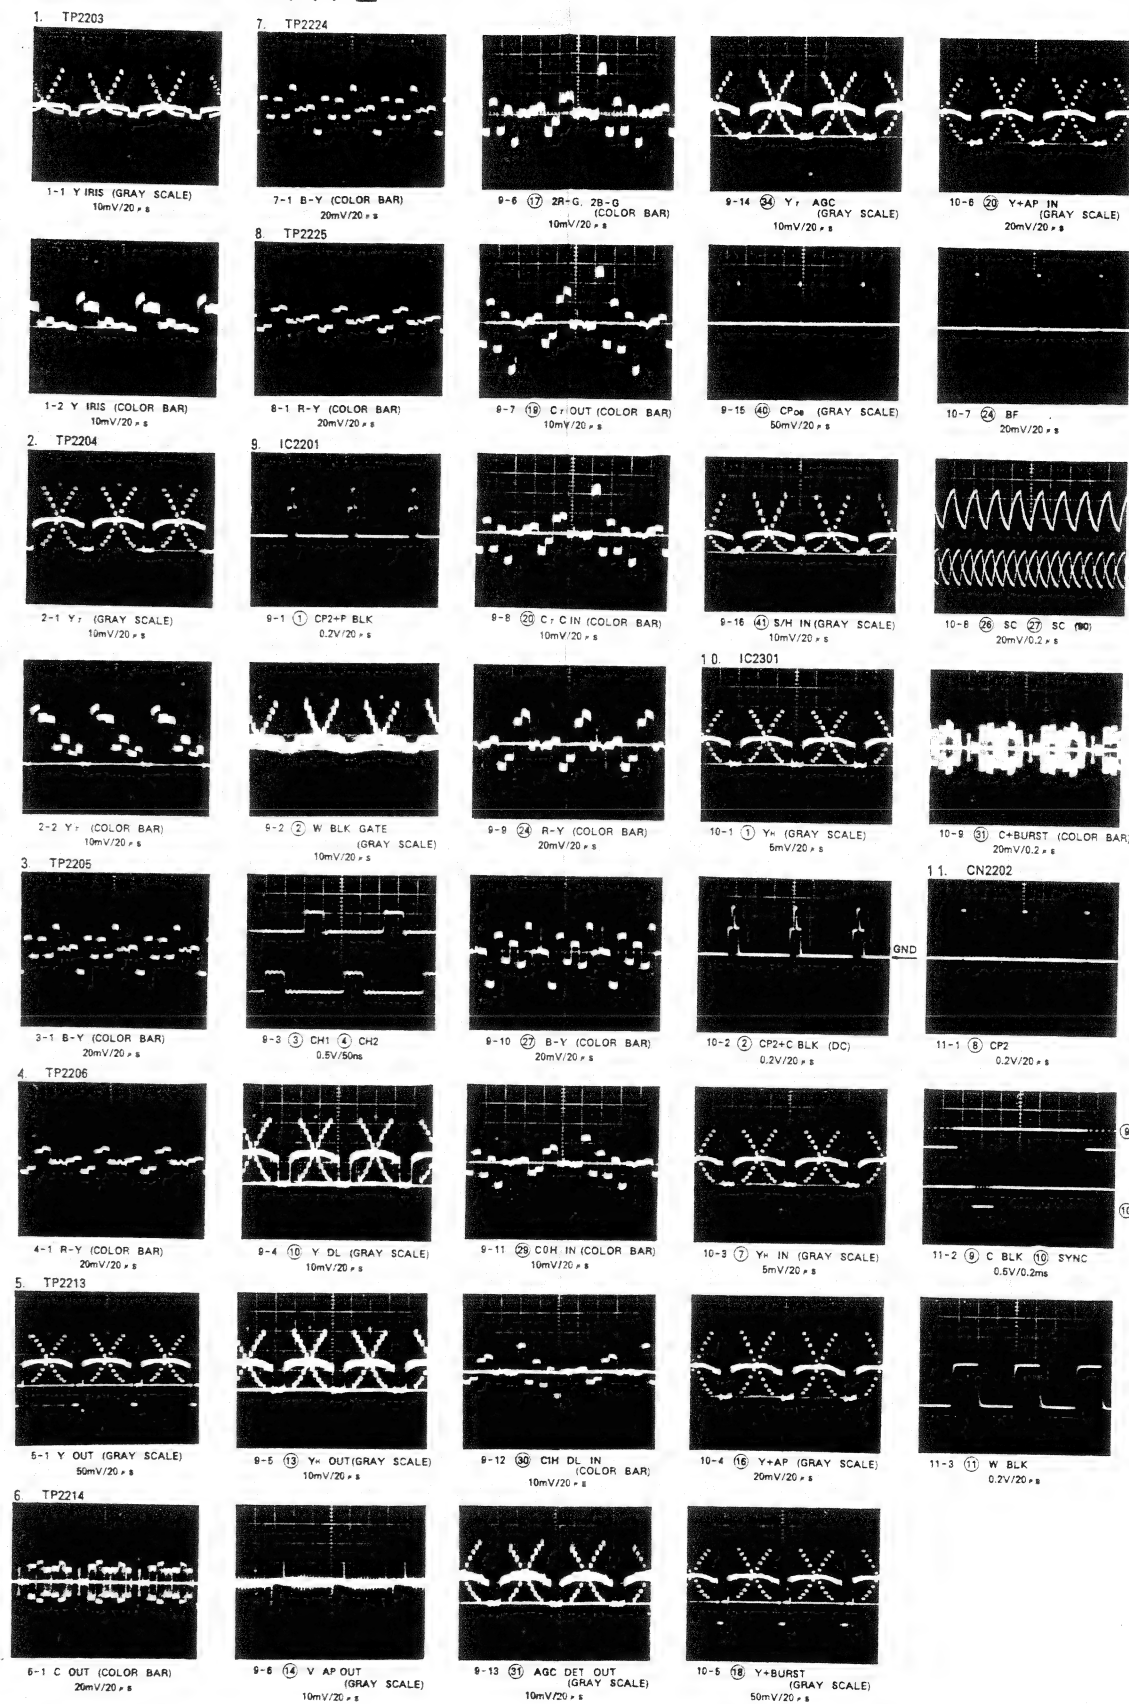 1. TP2203
1-1 Y IRIS (GRAY SCALE)
10mV/20μs
1-2 Y IRIS (COLOR BAR)
10mV/20μs
2. TP2204
2-1 Yr (GRAY SCALE)
10mV/20μs
2-2 Yr (COLOR BAR)
10mV/20μs
3. TP2205
3-1 B-Y (COLOR BAR)
20mV/20μs
4. TP2206
4-1 R-Y (COLOR BAR)
20mV/20μs
5. TP2213
5-1 Y OUT (GRAY SCALE)
50mV/20μs
6. TP2214
6-1 C OUT (COLOR BAR)
20mV/20μs
7. TP2224
7-1 B-Y (COLOR BAR)
20mV/20μs
8. TP2225
8-1 R-Y (COLOR BAR)
20mV/20μs
9. IC2201
9-1 ① CP2+P BLK
0.2V/20μs
9-2 ② W BLK GATE
(GRAY SCALE)
10mV/20μs
9-3 ③ CH1 ④ CH2
0.5V/50ns
9-4 ⑩ Y DL (GRAY SCALE)
10mV/20μs
9-5 ⑬ YH OUT(GRAY SCALE)
10mV/20μs
9-6 ⑭ V AP OUT
(GRAY SCALE)
10mV/20μs
9-6 ⑰ 2R-G, 2B-G
(COLOR BAR)
10mV/20μs
9-7 ⑲ Cr OUT (COLOR BAR)
10mV/20μs
9-8 ⑳ Cr C IN (COLOR BAR)
10mV/20μs
9-9 ㉔ R-Y (COLOR BAR)
20mV/20μs
9-10 ㉗ B-Y (COLOR BAR)
20mV/20μs
9-11 ㉙ C0H IN (COLOR BAR)
10mV/20μs
9-12 ㉚ C1H DL IN
(COLOR BAR)
10mV/20μs
9-13 ㉛ AGC DET OUT
(GRAY SCALE)
10mV/20μs
9-14 ㉞ Yr AGC
(GRAY SCALE)
10mV/20μs
9-15 ㊵ CPOB (GRAY SCALE)
50mV/20μs
9-16 ㊶ S/H IN (GRAY SCALE)
10mV/20μs
10. IC2301
10-1 ① YH (GRAY SCALE)
5mV/20μs
GND
10-2 ② CP2+C BLK (DC)
0.2V/20μs
10-3 ⑦ YH IN (GRAY SCALE)
5mV/20μs
10-4 ⑯ Y+AP (GRAY SCALE)
20mV/20μs
10-5 ⑱ Y+BURST
(GRAY SCALE)
50mV/20μs
10-6 ⑳ Y+AP IN
(GRAY SCALE)
20mV/20μs
10-7 ㉔ BF
20mV/20μs
10-8 ㉖ SC ㉗ SC (90)
20mV/0.2μs
10-9 ㉛ C+BURST (COLOR BAR)
20mV/0.2μs
11. CN2202
11-1 ⑧ CP2
0.2V/20μs
⑨
⑩
11-2 ⑨ C BLK ⑩ SYNC
0.5V/0.2ms
11-3 ⑪ W BLK
0.2V/20μs